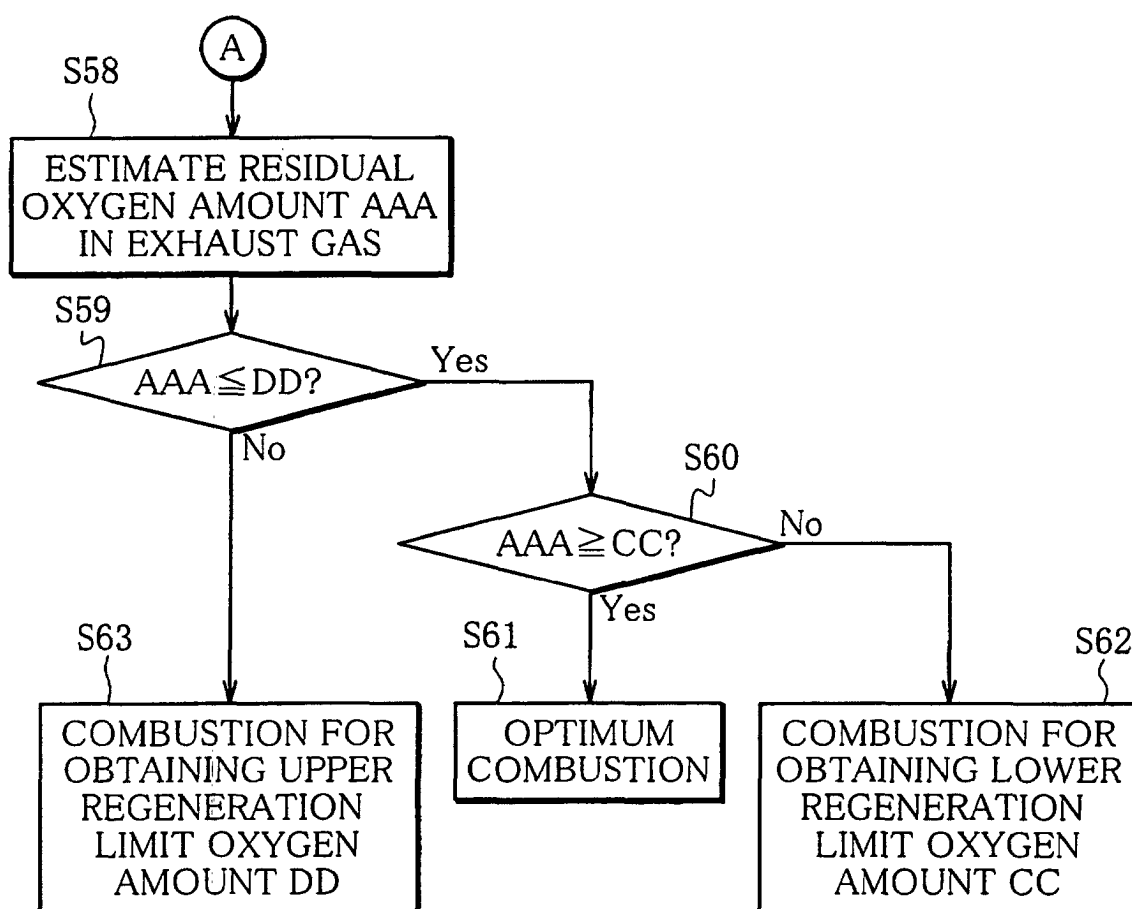 A
S58
ESTIMATE RESIDUAL
OXYGEN AMOUNT AAA
IN EXHAUST GAS
S59
AAA≦DD?
Yes
No
S60
AAA≧CC?
No
Yes
S63
COMBUSTION FOR
OBTAINING UPPER
REGENERATION
LIMIT OXYGEN
AMOUNT DD
S61
OPTIMUM
COMBUSTION
S62
COMBUSTION FOR
OBTAINING LOWER
REGENERATION
LIMIT OXYGEN
AMOUNT CC